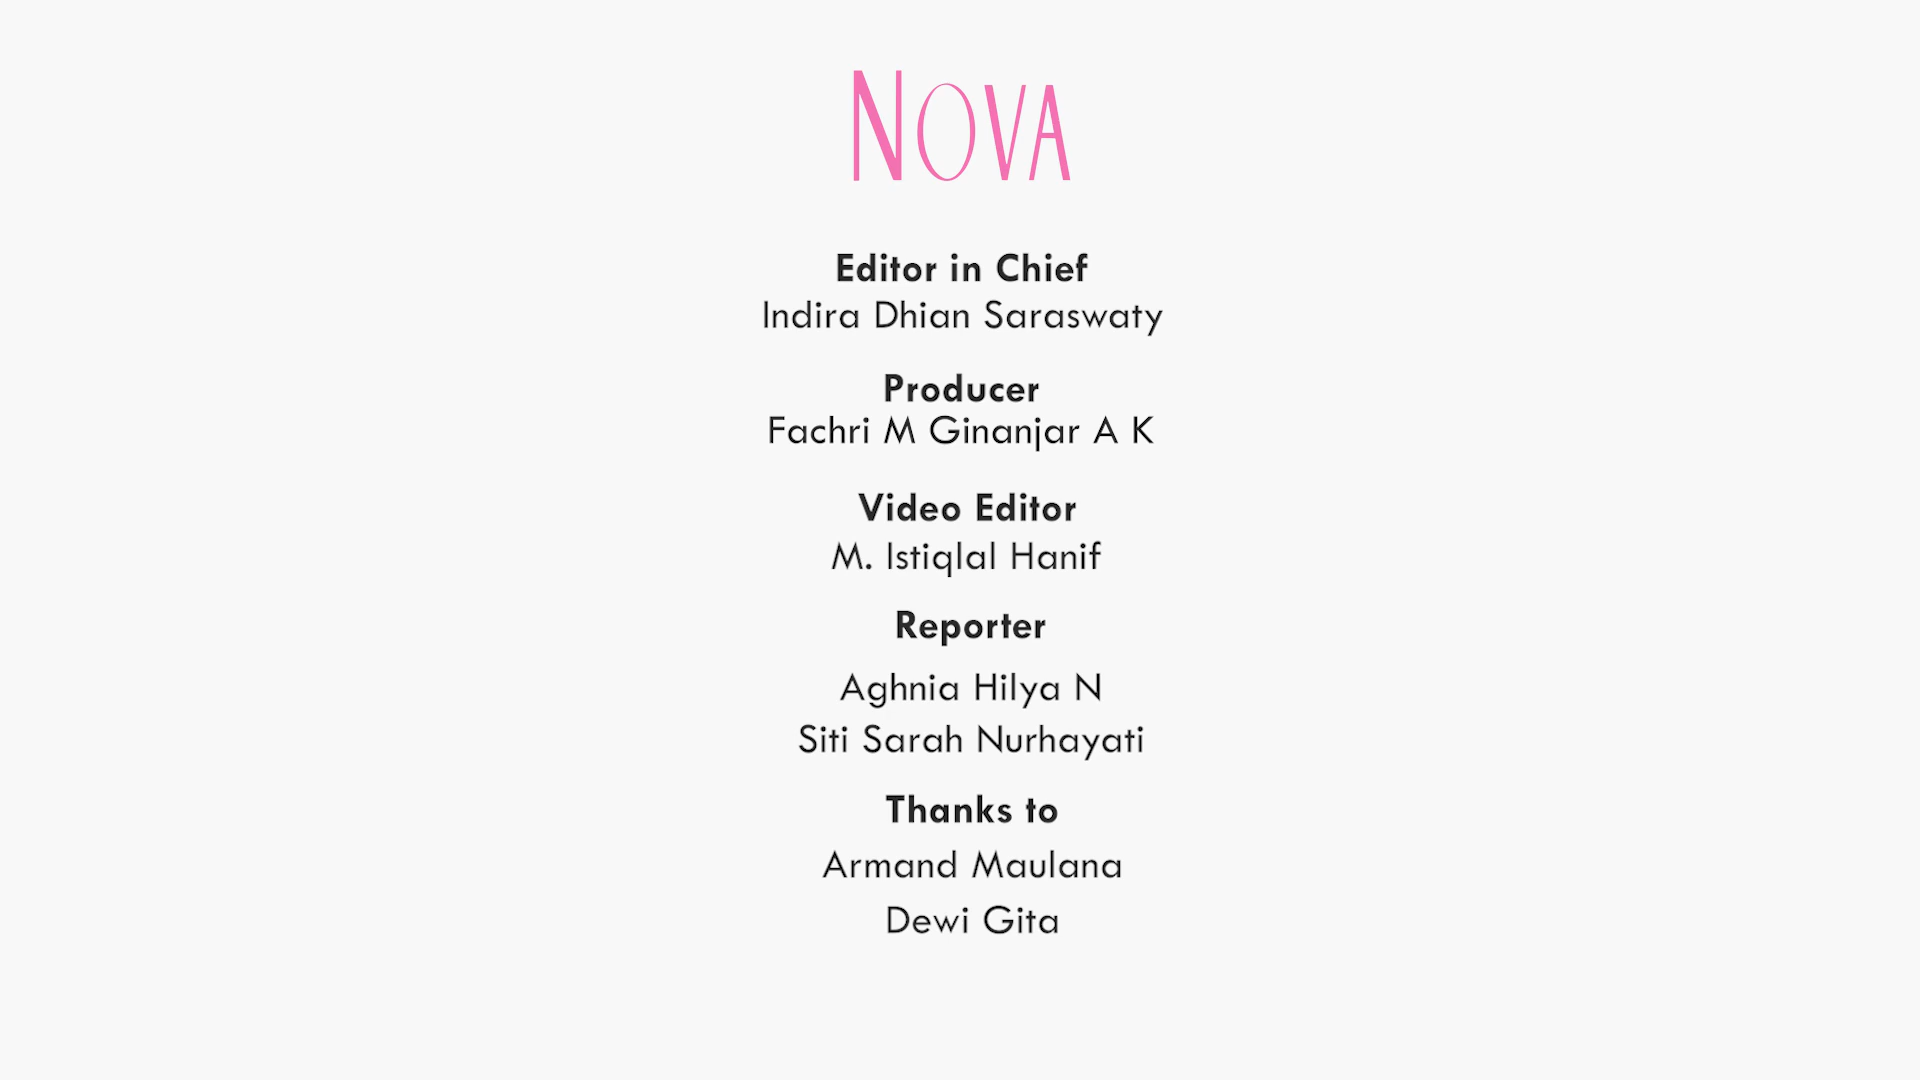 NOVA
Editor in Chief
Indira Dhian Saraswaty
Producer
Fachri M Ginanjar A K
Video Editor
M. Istiqlal Hanif
Reporter
Aghnia Hilya N
Siti Sarah Nurhayati
Thanks to
Armand Maulana
Dewi Gita